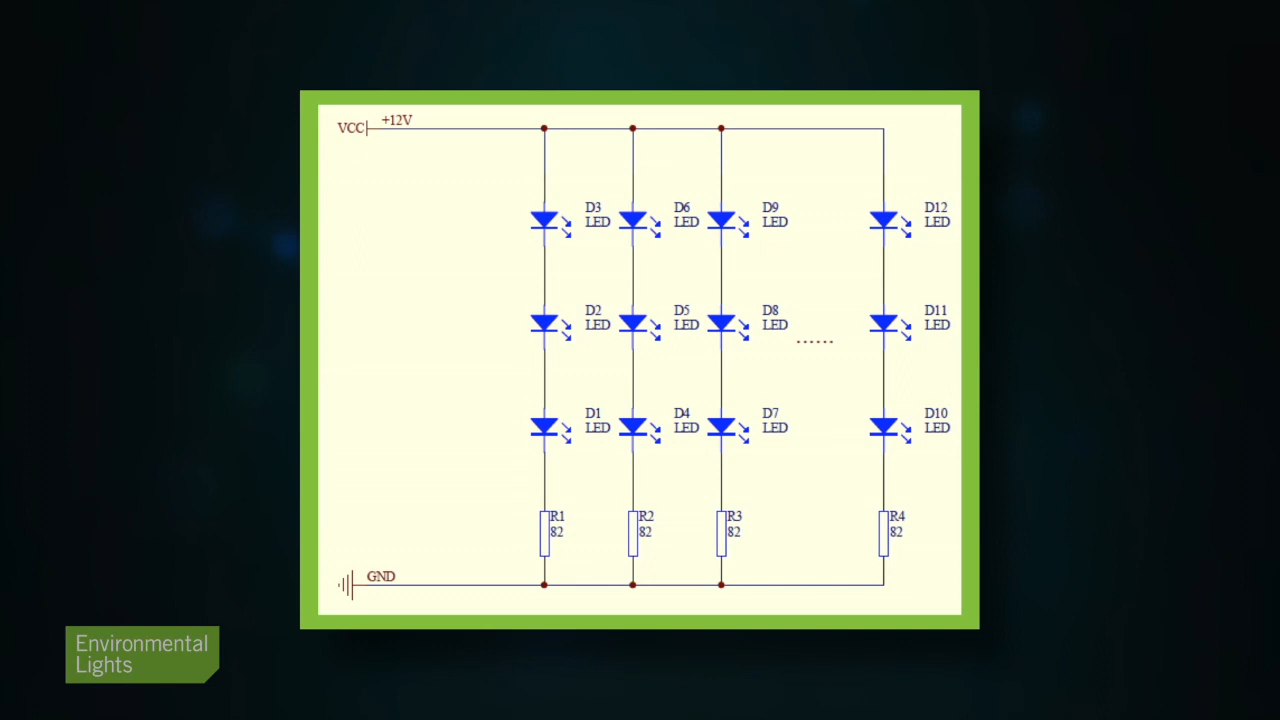 VCC
+12V
D3
LED
D6
LED
D9
LED
D12
LED
D2
LED
D5
LED
D8
LED
......
D11
LED
D1
LED
D4
LED
D7
LED
D10
LED
R1
82
R2
82
R3
82
R4
82
GND
Environmental
Lights